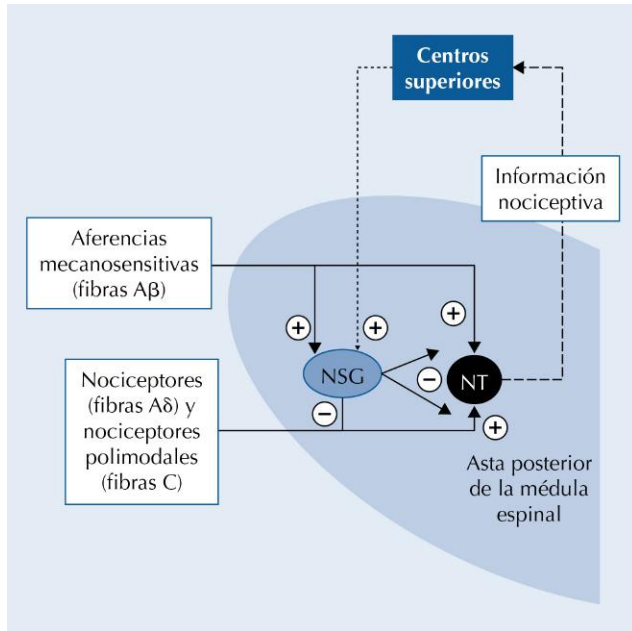 Centros
superiores
Información
nociceptiva
Aferencias
mecanosensitivas
(fibras Aβ)
+
+
+
NSG
−
NT
Nociceptores
(fibras Aδ) y
nociceptores
polimodales
(fibras C)
−
+
Asta posterior
de la médula
espinal